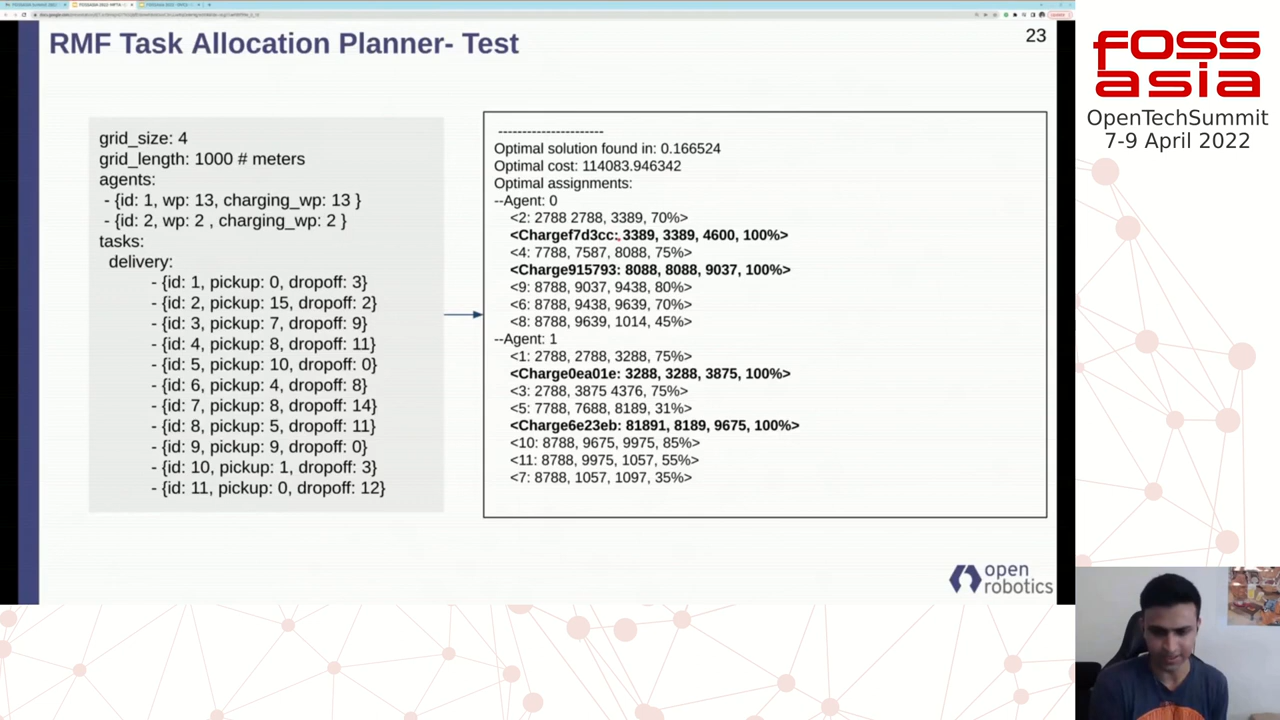 RMF Task Allocation Planner- Test
23
grid_size: 4
grid_length: 1000 # meters
agents:
- {id: 1, wp: 13, charging_wp: 13 }
- {id: 2, wp: 2 , charging_wp: 2 }
tasks:
delivery:
- {id: 1, pickup: 0, dropoff: 3}
- {id: 2, pickup: 15, dropoff: 2}
- {id: 3, pickup: 7, dropoff: 9}
- {id: 4, pickup: 8, dropoff: 11}
- {id: 5, pickup: 10, dropoff: 0}
- {id: 6, pickup: 4, dropoff: 8}
- {id: 7, pickup: 8, dropoff: 14}
- {id: 8, pickup: 5, dropoff: 11}
- {id: 9, pickup: 9, dropoff: 0}
- {id: 10, pickup: 1, dropoff: 3}
- {id: 11, pickup: 0, dropoff: 12}
----------------------
Optimal solution found in: 0.166524
Optimal cost: 114083.946342
Optimal assignments:
--Agent: 0
<2: 2788 2788, 3389, 70%>
<Chargef7d3cc: 3389, 3389, 4600, 100%>
<4: 7788, 7587, 8088, 75%>
<Charge915793: 8088, 8088, 9037, 100%>
<9: 8788, 9037, 9438, 80%>
<6: 8788, 9438, 9639, 70%>
<8: 8788, 9639, 1014, 45%>
--Agent: 1
<1: 2788, 2788, 3288, 75%>
<Charge0ea01e: 3288, 3288, 3875, 100%>
<3: 2788, 3875 4376, 75%>
<5: 7788, 7688, 8189, 31%>
<Charge6e23eb: 81891, 8189, 9675, 100%>
<10: 8788, 9675, 9975, 85%>
<11: 8788, 9975, 1057, 55%>
<7: 8788, 1057, 1097, 35%>
open
robotics
FOSS
asia
OpenTechSummit
7-9 April 2022